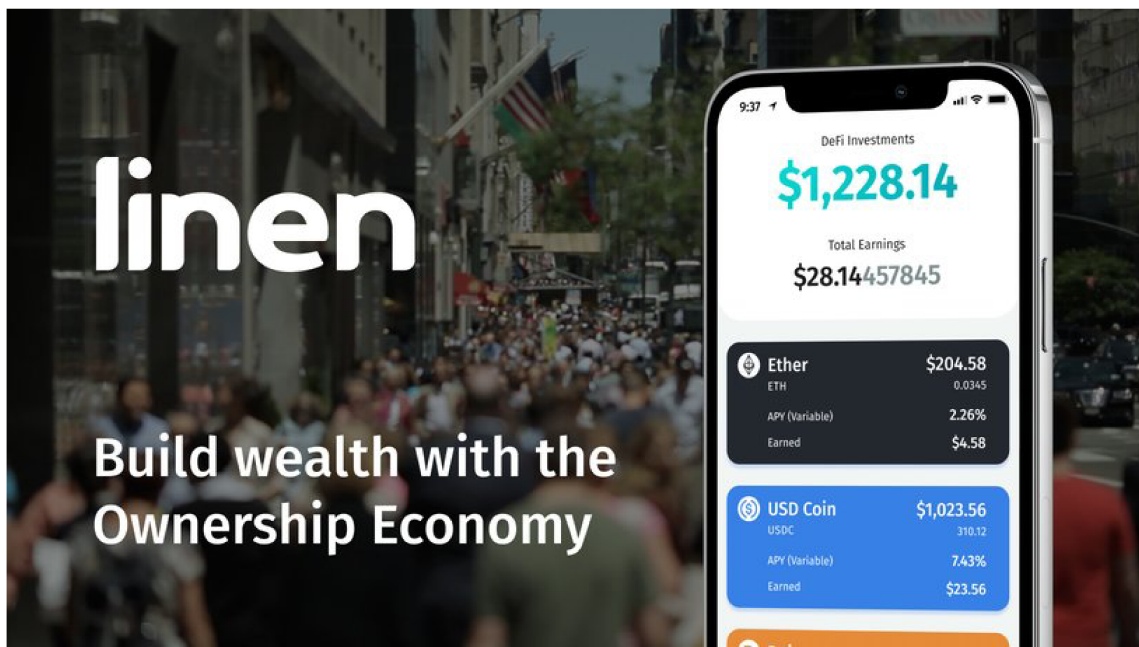 linen
Build wealth with the
Ownership Economy
9:37
DeFi Investments
$1,228.14
Total Earnings
$28.14457845
Ether $204.58
ETH 0.0345
APY (Variable) 2.26%
Earned $4.58
USD Coin $1,023.56
USDC 310.12
APY (Variable) 7.43%
Earned $23.56